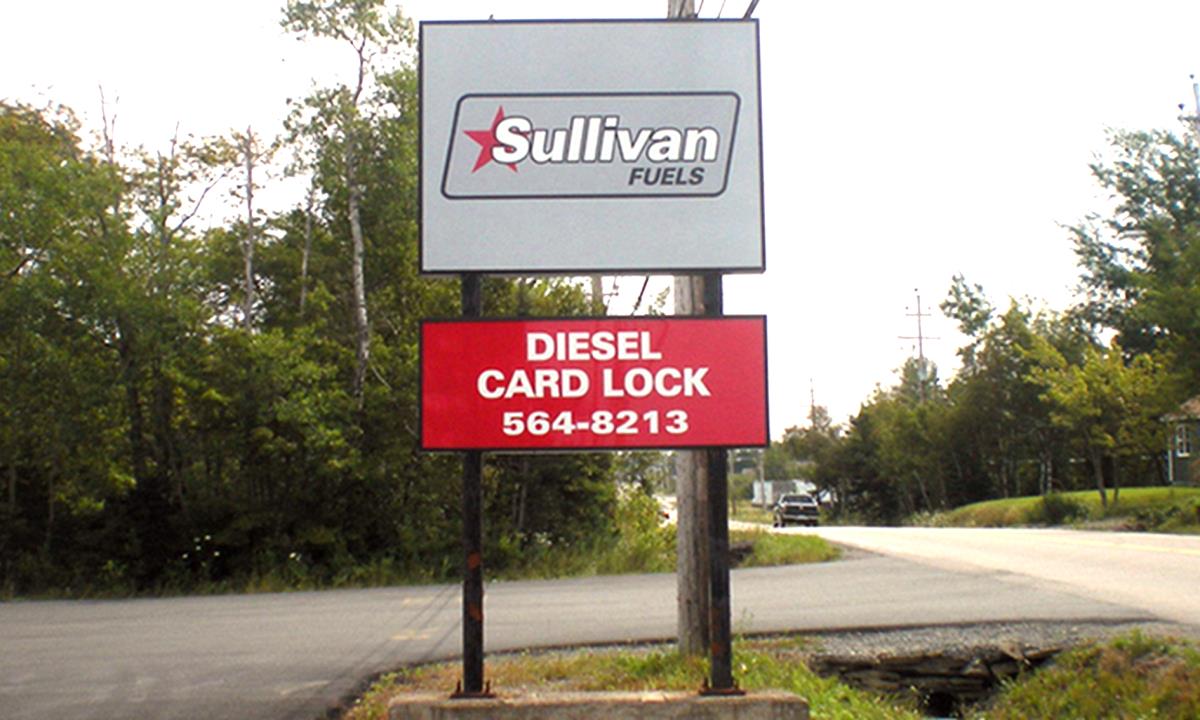 Sullivan
FUELS
DIESEL
CARD LOCK
564-8213